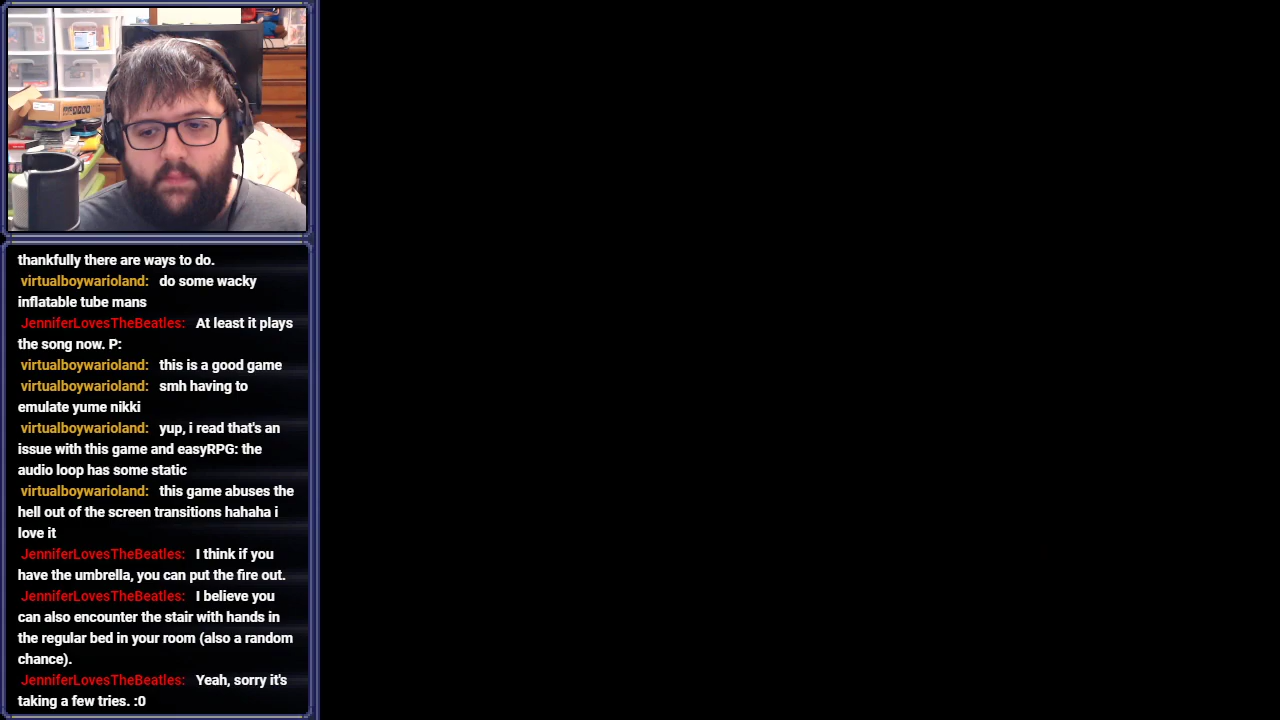 thankfully there are ways to do.
virtualboywarioland: do some wacky
inflatable tube mans
JenniferLovesTheBeatles: At least it plays
the song now. P:
virtualboywarioland: this is a good game
virtualboywarioland: smh having to
emulate yume nikki
virtualboywarioland: yup, i read that's an
issue with this game and easyRPG: the
audio loop has some static
virtualboywarioland: this game abuses the
hell out of the screen transitions hahaha i
love it
JenniferLovesTheBeatles: I think if you
have the umbrella, you can put the fire out.
JenniferLovesTheBeatles: I believe you
can also encounter the stair with hands in
the regular bed in your room (also a random
chance).
JenniferLovesTheBeatles: Yeah, sorry it's
taking a few tries. :0